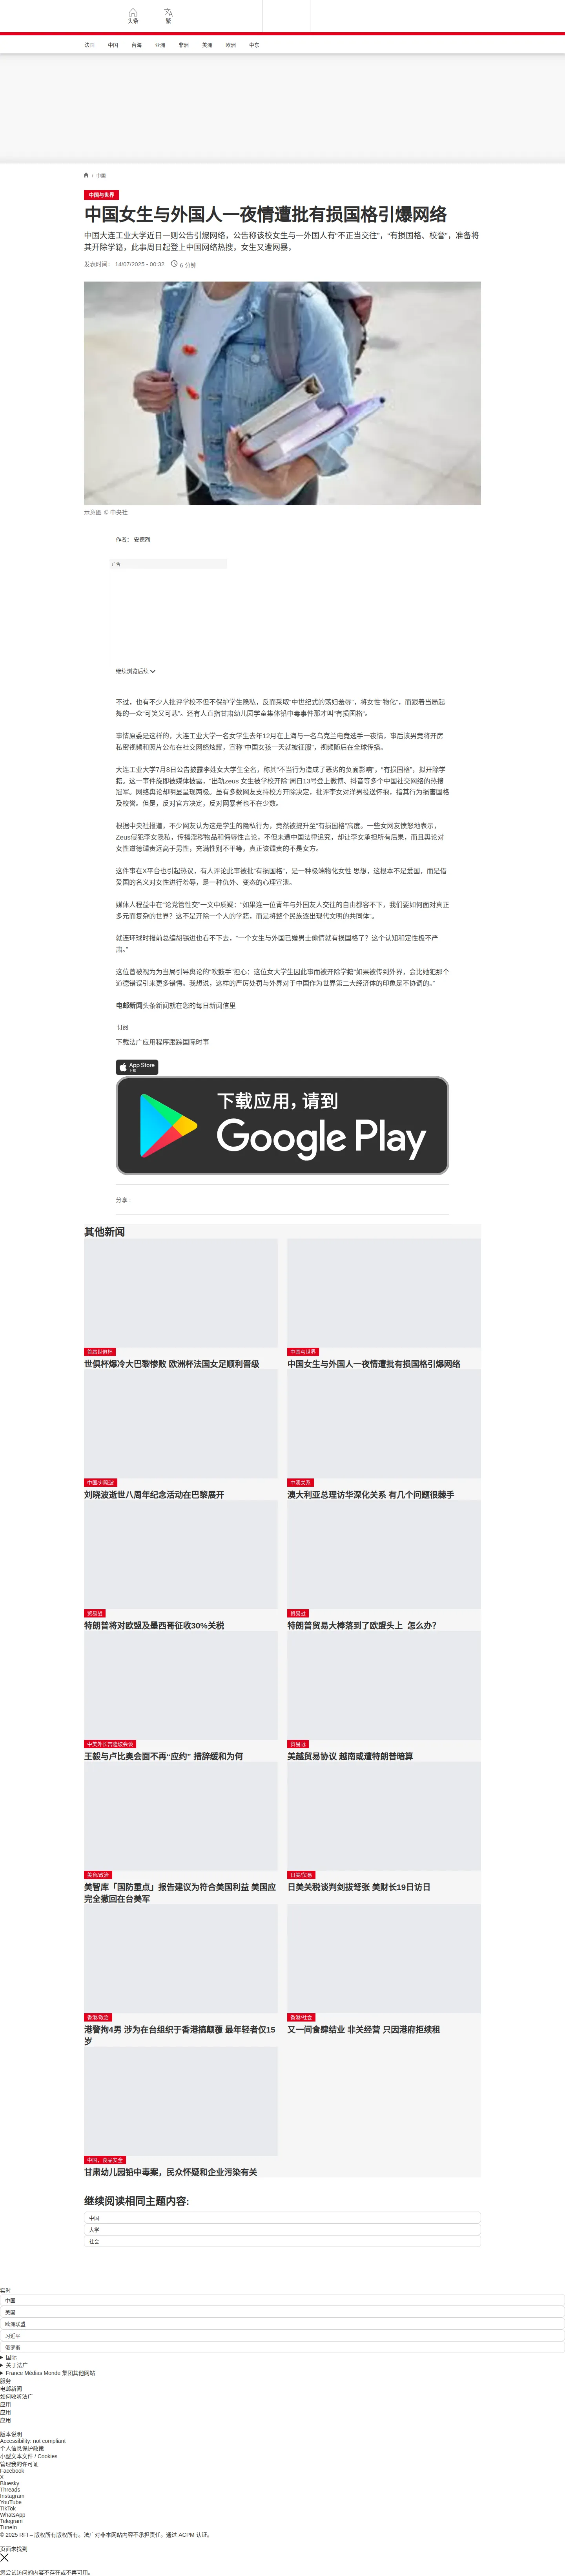 头条
繁
法国
中国
台海
亚洲
非洲
美洲
欧洲
中东
/ 中国
中国与世界
中国女生与外国人一夜情遭批有损国格引爆网络
中国大连工业大学近日一则公告引爆网络，公告称该校女生与一外国人有“不正当交往”，“有损国格、校誉”，准备将
其开除学籍，此事周日起登上中国网络热搜，女生又遭网暴，
发表时间： 14/07/2025 - 00:32
6 分钟
示意图 © 中央社
作者： 安德烈
广告
继续浏览后续
不过，也有不少人批评学校不但不保护学生隐私，反而采取“中世纪式的荡妇羞辱”，将女性“物化”，而跟着当局起
舞的一众“可笑又可悲”。还有人直指甘肃幼儿园学童集体铅中毒事件那才叫“有损国格”。
事情原委是这样的，大连工业大学一名女学生去年12月在上海与一名乌克兰电竞选手一夜情，事后该男竟将开房
私密视频和照片公布在社交网络炫耀，宣称“中国女孩一天就被征服”，视频随后在全球传播。
大连工业大学7月8日公告披露李姓女大学生全名，称其“不当行为造成了恶劣的负面影响”，“有损国格”，拟开除学
籍。这一事件旋即被媒体披露，“出轨zeus 女生被学校开除”周日13号登上微博、抖音等多个中国社交网络的热搜
冠军。网络舆论却明显呈现两极。虽有多数网友支持校方开除决定，批评李女对洋男投送怀抱，指其行为损害国格
及校誉。但是，反对官方决定，反对网暴者也不在少数。
根据中央社报道，不少网友认为这是学生的隐私行为，竟然被提升至“有损国格”高度。一些女网友愤怒地表示，
Zeus侵犯李女隐私，传播淫秽物品和侮辱性言论，不但未遭中国法律追究，却让李女承担所有后果，而且舆论对
女性道德谴责远高于男性，充满性别不平等，真正该谴责的不是女方。
这件事在X平台也引起热议，有人评论此事被批“有损国格”，是一种极端物化女性 思想，这根本不是爱国，而是借
爱国的名义对女性进行羞辱，是一种仇外、变态的心理宣泄。
媒体人程益中在“论党管性交”一文中质疑：“如果连一位青年与外国友人交往的自由都容不下，我们要如何面对真正
多元而复杂的世界？这不是开除一个人的学籍，而是将整个民族逐出现代文明的共同体”。
就连环球时报前总编胡锡进也看不下去，“一个女生与外国已婚男士偷情就有损国格了？这个认知和定性极不严
肃。”
这位曾被视为为当局引导舆论的“吹鼓手”担心：这位女大学生因此事而被开除学籍“如果被传到外界，会比她犯那个
道德错误引来更多错愕。我想说，这样的严厉处罚与外界对于中国作为世界第二大经济体的印象是不协调的。”
电邮新闻头条新闻就在您的每日新闻信里
订阅
下载法广应用程序跟踪国际时事
App Store
下载
下载应用，请到
Google Play
分享 :
其他新闻
首届世俱杯
世俱杯爆冷大巴黎惨败 欧洲杯法国女足顺利晋级
中国与世界
中国女生与外国人一夜情遭批有损国格引爆网络
中国/刘晓波
刘晓波逝世八周年纪念活动在巴黎展开
中澳关系
澳大利亚总理访华深化关系 有几个问题很棘手
贸易战
特朗普将对欧盟及墨西哥征收30%关税
贸易战
特朗普贸易大棒落到了欧盟头上 怎么办？
中美外长吉隆坡会谈
王毅与卢比奥会面不再“应约” 措辞缓和为何
贸易战
美越贸易协议 越南或遭特朗普暗算
美台/政治
美智库「国防重点」报告建议为符合美国利益 美国应
完全撤回在台美军
日美/贸易
日美关税谈判剑拔弩张 美财长19日访日
香港/政治
港警拘4男 涉为在台组织于香港搞颠覆 最年轻者仅15
岁
香港/社会
又一间食肆结业 非关经营 只因港府拒续租
中国，食品安全
甘肃幼儿园铅中毒案，民众怀疑和企业污染有关
继续阅读相同主题内容:
中国
大学
社会
实时
中国
美国
欧洲联盟
习近平
俄罗斯
国际
关于法广
France Médias Monde 集团其他网站
服务
电邮新闻
如何收听法广
应用
应用
应用
版本说明
Accessibility: not compliant
个人信息保护政策
小型文本文件 / Cookies
管理我的许可证
Facebook
X
Bluesky
Threads
Instagram
YouTube
TikTok
WhatsApp
Telegram
TuneIn
© 2025 RFI – 版权所有版权所有。法广对非本网站内容不承担责任。通过 ACPM 认证。
页面未找到
您尝试访问的内容不存在或不再可用。